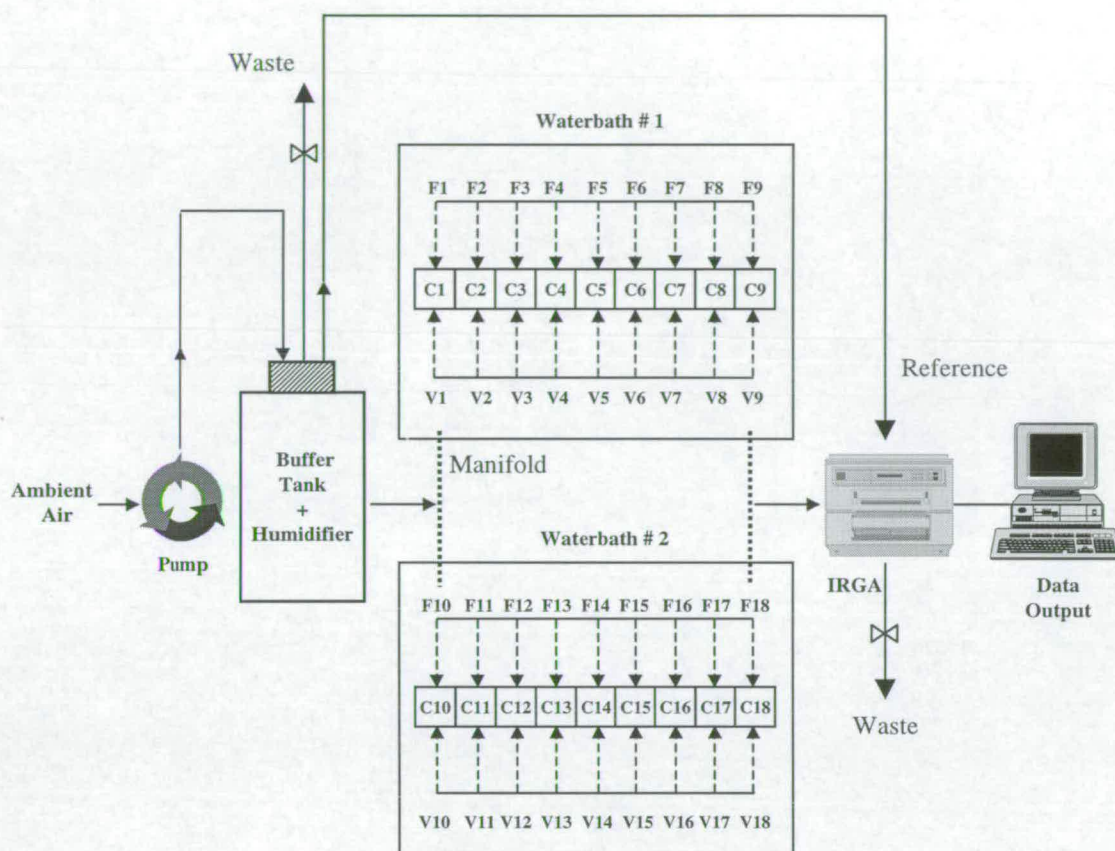 Waste
Waterbath # 1
F1 F2 F3 F4 F5 F6 F7 F8 F9
C1 C2 C3 C4 C5 C6 C7 C8 C9
V1 V2 V3 V4 V5 V6 V7 V8 V9
Reference
Manifold
Buffer
Tank
+
Humidifier
Ambient
Air
Pump
Waterbath # 2
IRGA
Data
Output
F10 F11 F12 F13 F14 F15 F16 F17 F18
C10 C11 C12 C13 C14 C15 C16 C17 C18
V10 V11 V12 V13 V14 V15 V16 V17 V18
Waste